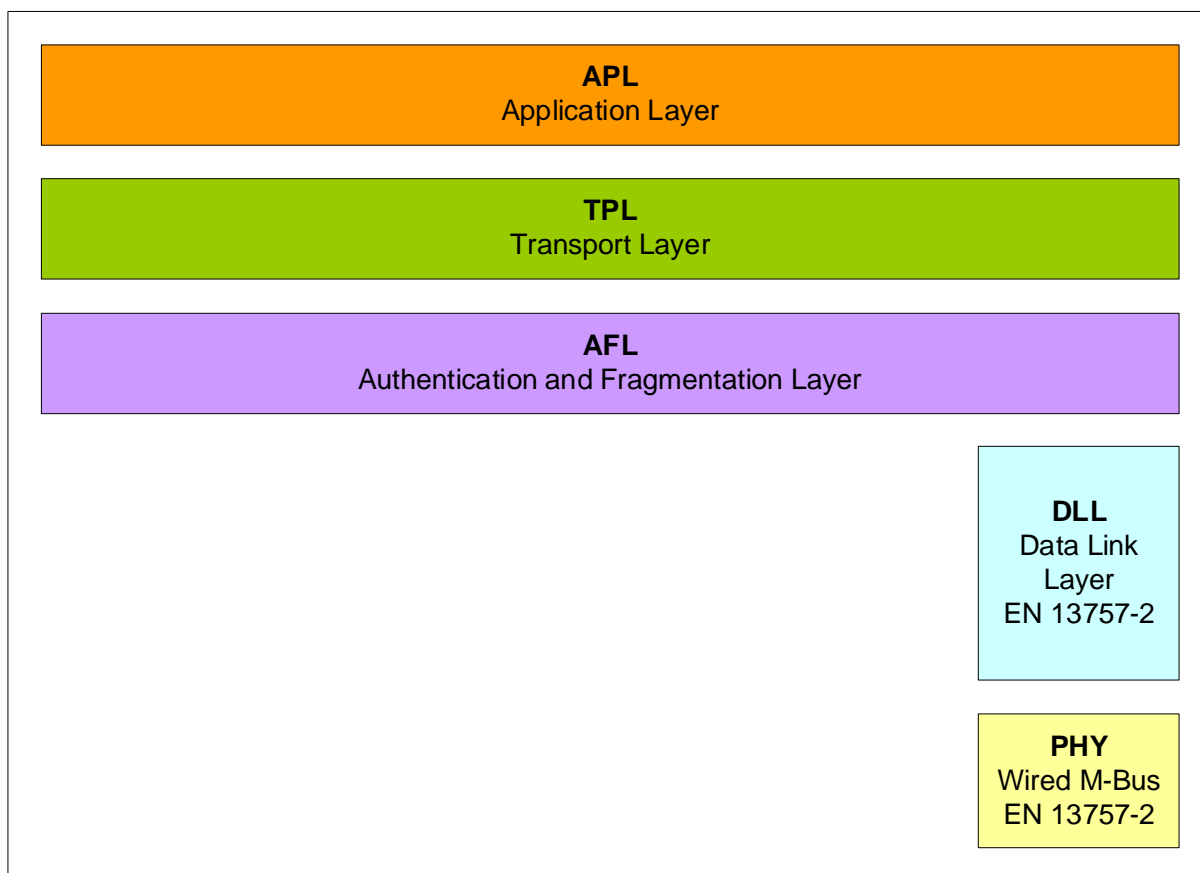 APL
Application Layer
TPL
Transport Layer
AFL
Authentication and Fragmentation Layer
DLL
Data Link
Layer
EN 13757-2
PHY
Wired M-Bus
EN 13757-2